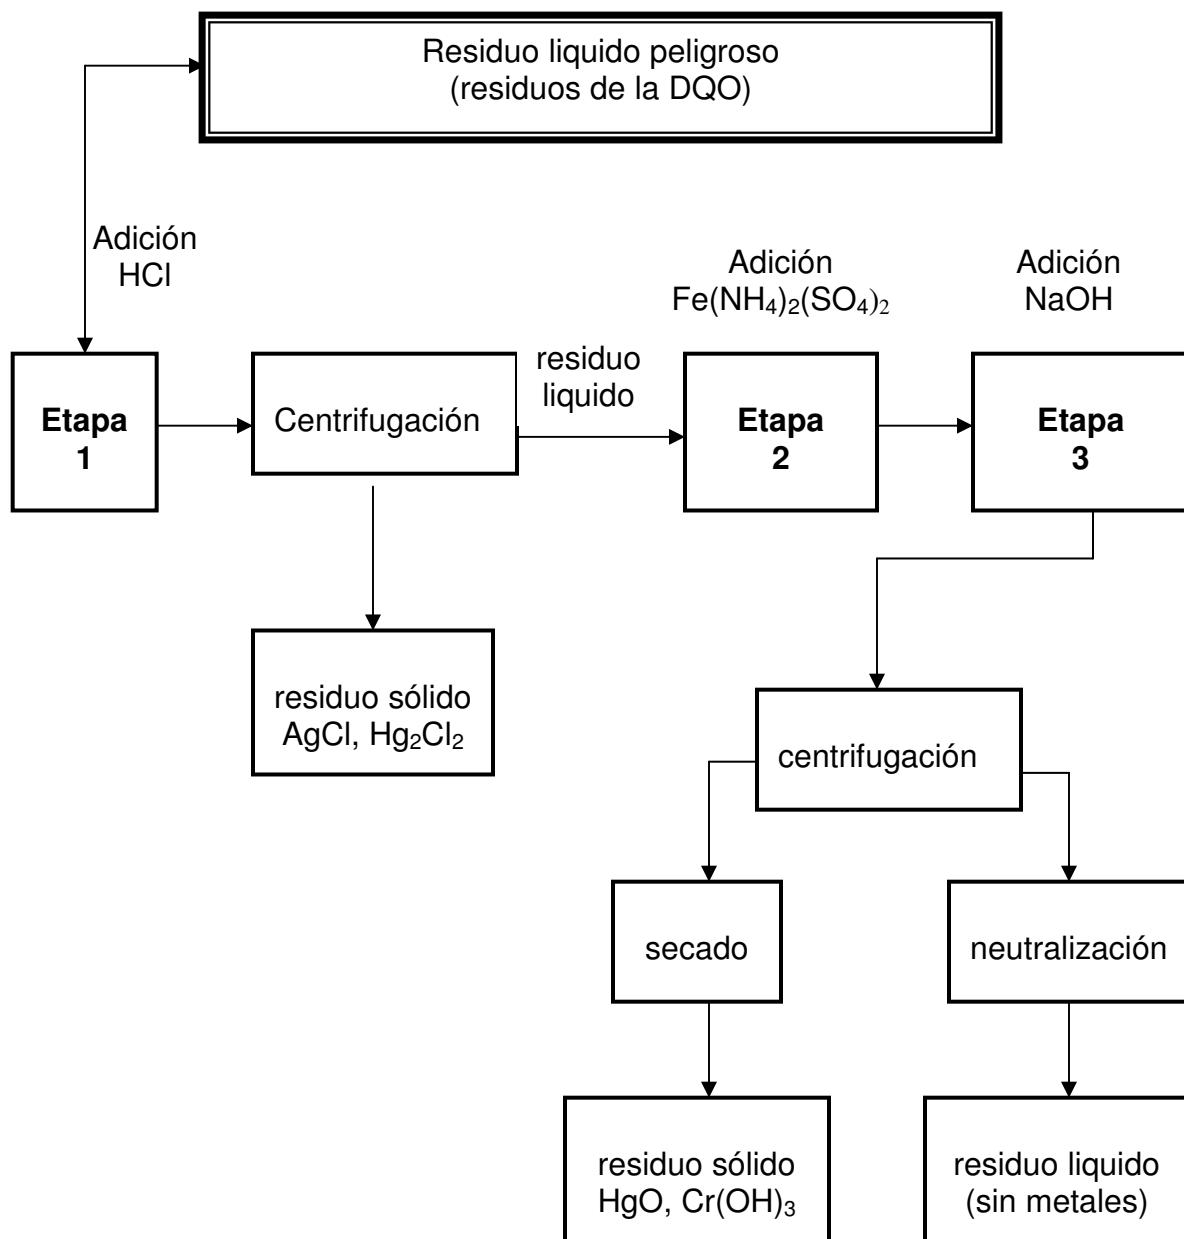 Residuo liquido peligroso
(residuos de la DQO)
Adición
HCl
Adición
Fe(NH₄)₂(SO₄)₂
Adición
NaOH
Etapa
1
Centrifugación
residuo
liquido
Etapa
2
Etapa
3
residuo sólido
AgCl, Hg₂Cl₂
centrifugación
secado
neutralización
residuo sólido
HgO, Cr(OH)₃
residuo liquido
(sin metales)